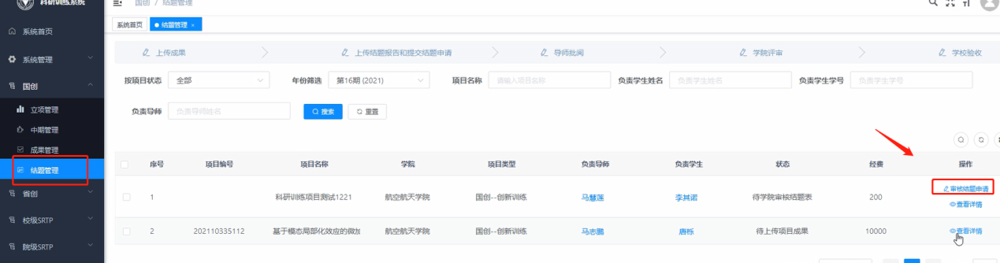 科研训练系统
国创 / 结题管理
系统首页
结题管理 ×
系统首页
系统管理
国创
立项管理
中期管理
成果管理
结题管理
省创
校级SRTP
院级SRTP
上传成果
上传结题报告和提交结题申请
导师批阅
学院评审
学校验收
按项目状态 全部 年份筛选 第16期 (2021) 项目名称 请输入项目名称 负责学生姓名 负责学生姓名 负责学生学号 负责学生学号
负责导师 负责导师姓名 搜索 重置
序号 项目编号 项目名称 学院 项目类型 负责导师 负责学生 状态 经费 操作
1 科研训练项目测试1221 航空航天学院 国创--创新训练 马慧莲 李其诺 待学院审核结题表 200 审核结题申请
查看详情
2 202110335112 基于模态局部化效应的微加 航空航天学院 国创--创新训练 马志鹏 唐栎 待上传项目成果 10000 查看详情